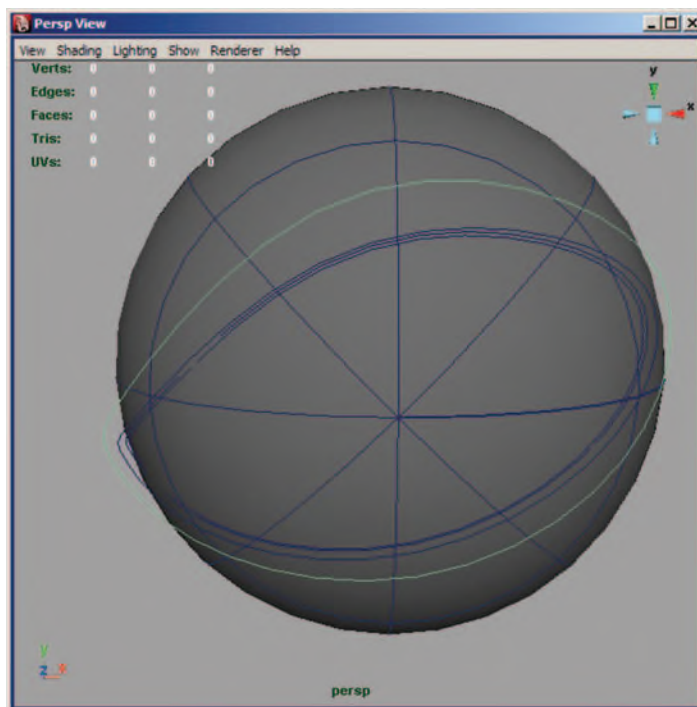 Persp View
View Shading Lighting Show Renderer Help
Verts: 0 0 0
Edges: 0 0 0
Faces: 0 0 0
Tris: 0 0 0
UVs: 0 0 0
y
x
y
z
persp